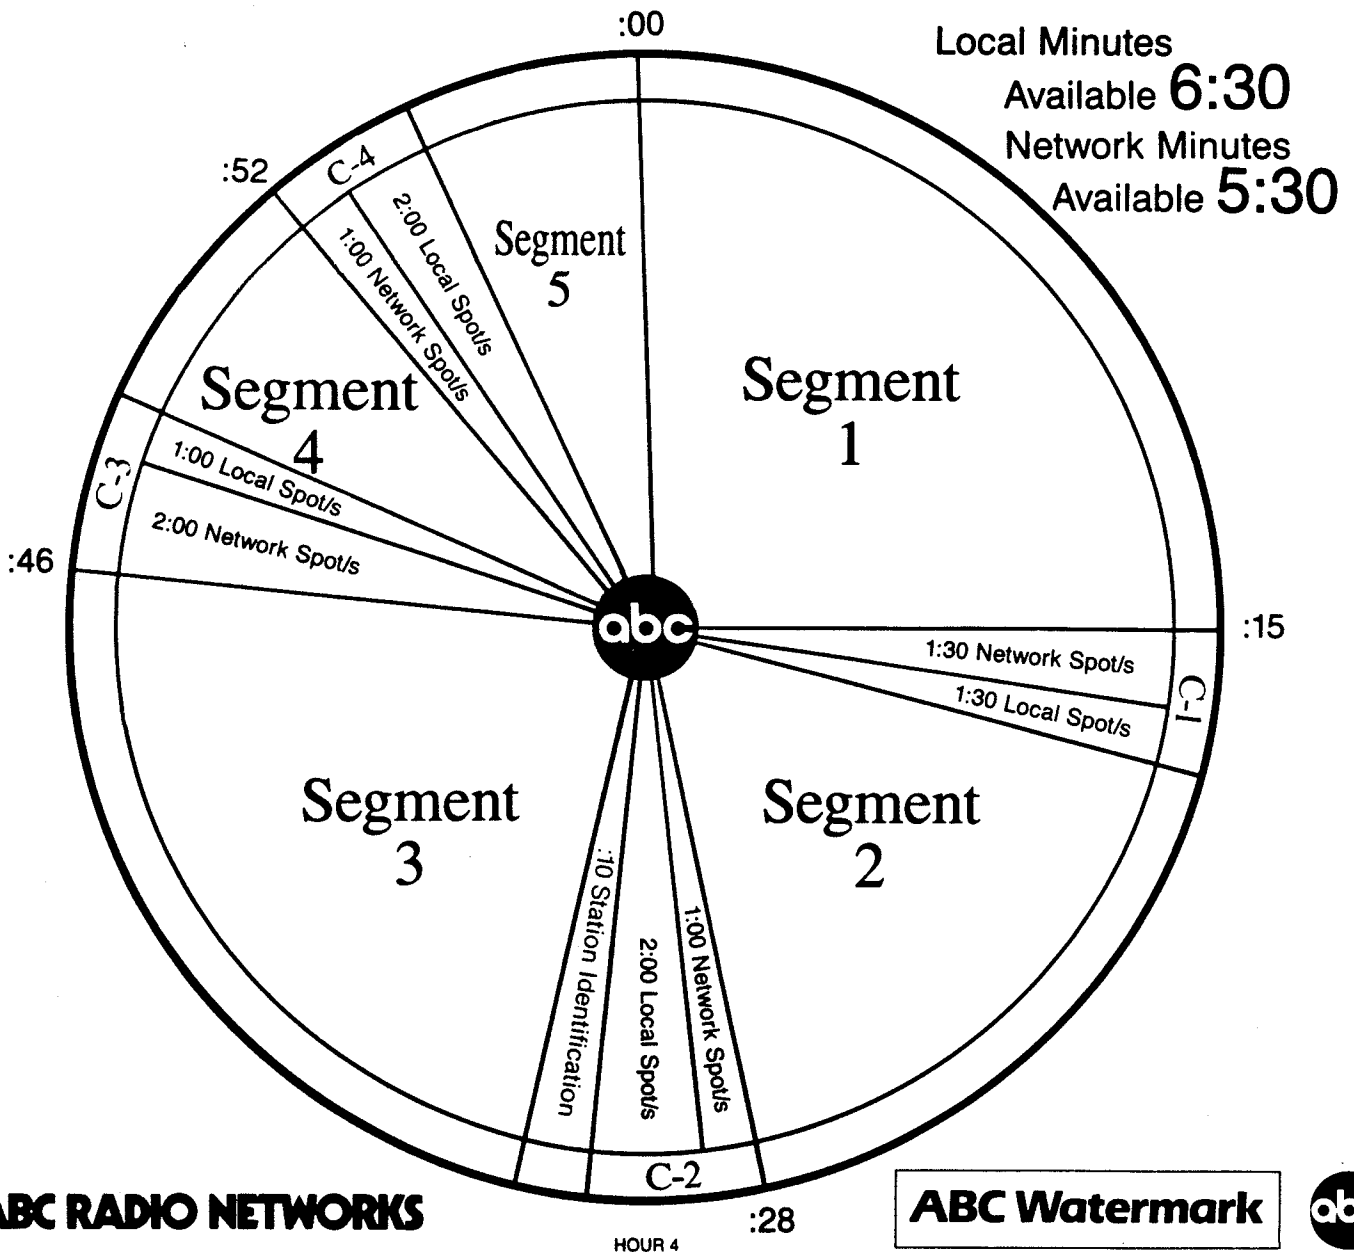 :00
Local Minutes
Available 6:30
Network Minutes
Available 5:30
:52
C-4
2:00 Local Spot/s
1:00 Network Spot/s
Segment
5
Segment
1
Segment
4
C-3
1:00 Local Spot/s
2:00 Network Spot/s
:46
abc
:15
1:30 Network Spot/s
1:30 Local Spot/s
C-1
Segment
3
Segment
2
:10 Station Identification
2:00 Local Spot/s
1:00 Network Spot/s
C-2
:28
ABC RADIO NETWORKS
HOUR 4
ABC Watermark
ab